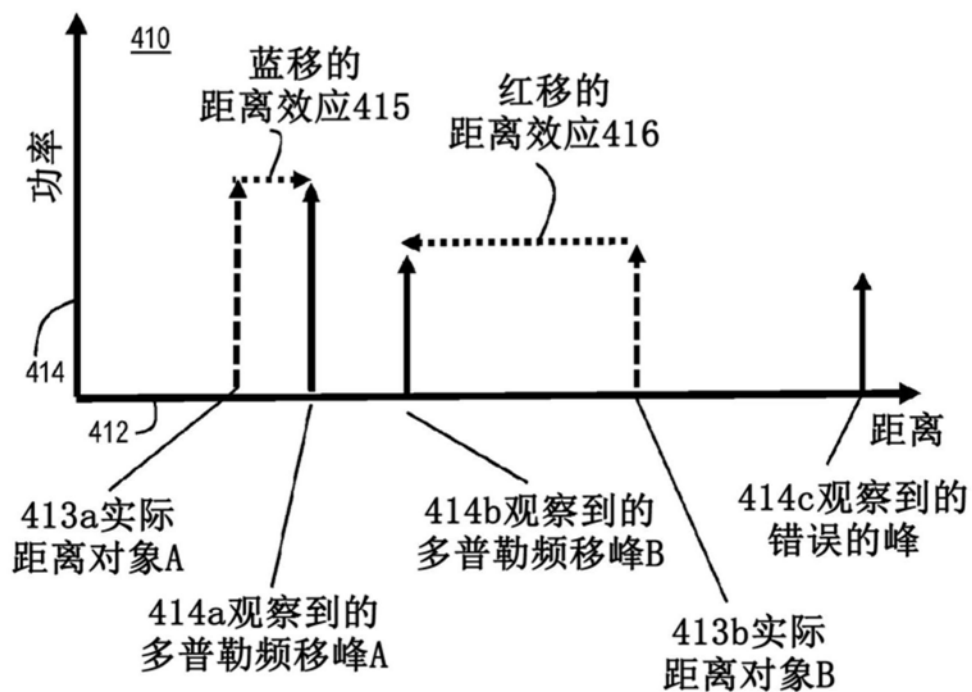 410
蓝移的
距离效应415
红移的
距离效应416
功率
414
412
距离
413a实际
距离对象A
414a观察到的
多普勒频移峰A
414b观察到的
多普勒频移峰B
413b实际
距离对象B
414c观察到的
错误的峰